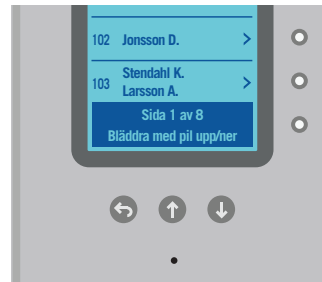 102 Jonsson D. >
103 Stendahl K.
Larsson A. >
Sida 1 av 8
Bläddra med pil upp/ner